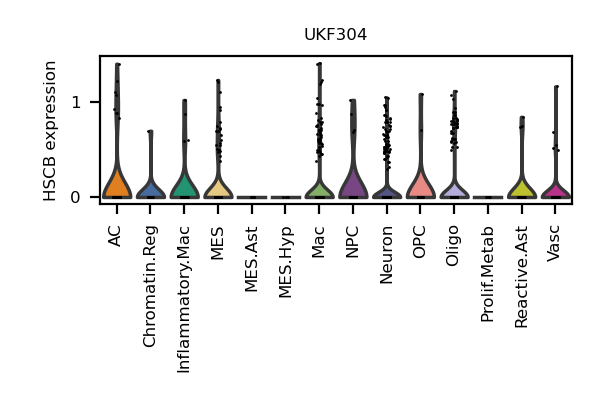 UKF304
HSCB expression
1
0
AC
Chromatin.Reg
Inflammatory.Mac
MES
MES.Ast
MES.Hyp
Mac
NPC
Neuron
OPC
Oligo
Prolif.Metab
Reactive.Ast
Vasc